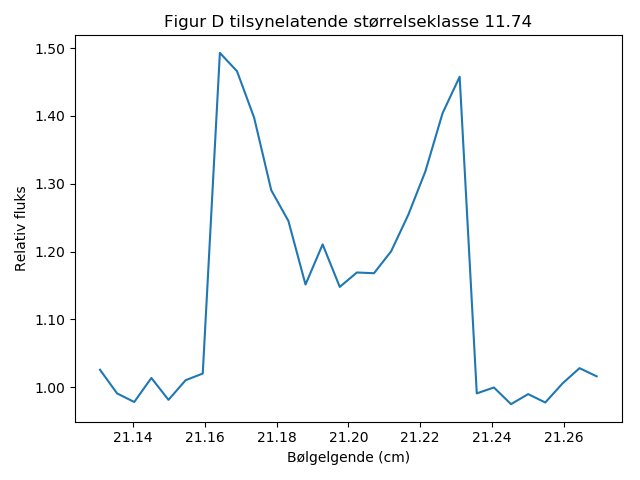 Figur D tilsynelatende størrelseklasse 11.74
1.50
1.40
1.30
1.20
1.10
1.00
Relativ fluks
21.14 21.16 21.18 21.20 21.22 21.24 21.26
Bølgelgende (cm)